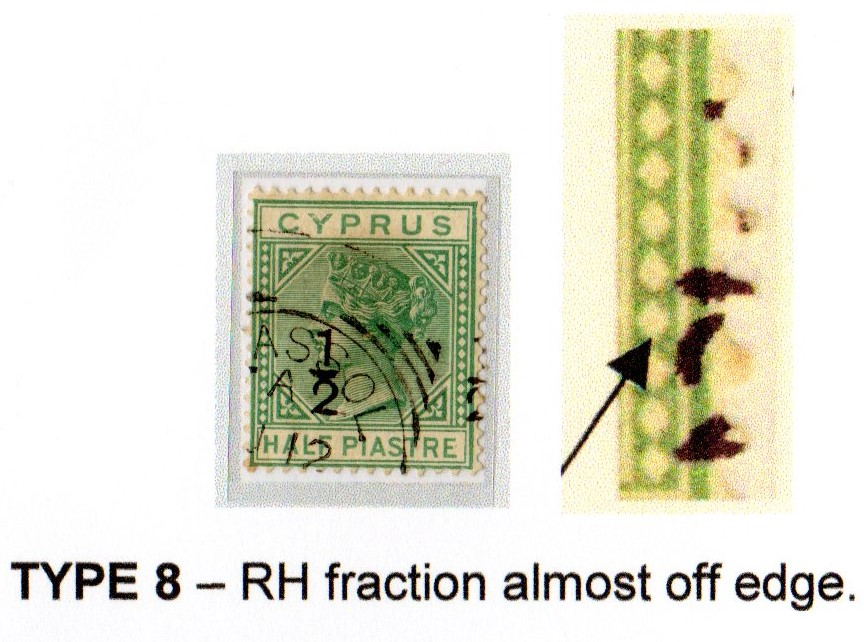 CYPRUS
1
2
HALF PIASTRE
TYPE 8 – RH fraction almost off edge.